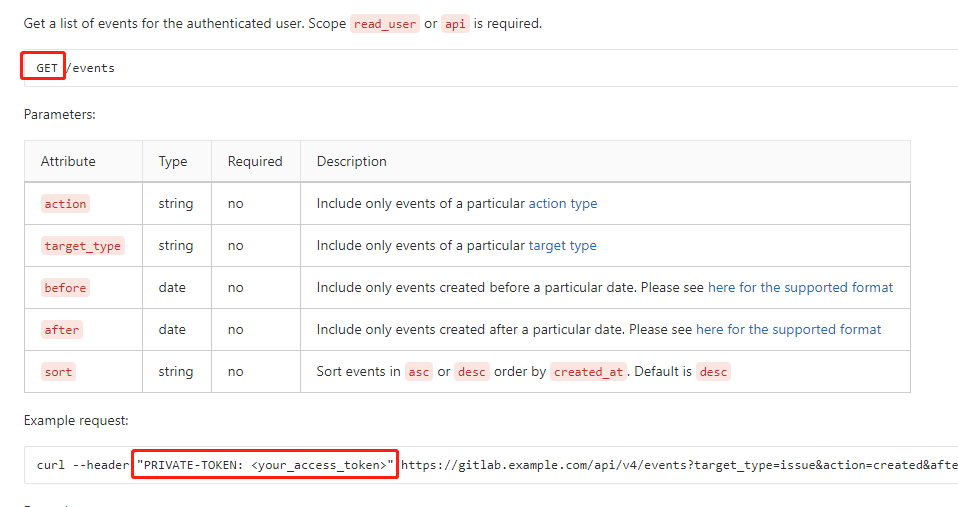 Get a list of events for the authenticated user. Scope read_user or api is required.
GET /events
Parameters:
Attribute Type Required Description
action string no Include only events of a particular action type
target_type string no Include only events of a particular target type
before date no Include only events created before a particular date. Please see here for the supported format
after date no Include only events created after a particular date. Please see here for the supported format
sort string no Sort events in asc or desc order by created_at. Default is desc
Example request:
curl --header "PRIVATE-TOKEN: <your_access_token>" https://gitlab.example.com/api/v4/events?target_type=issue&action=created&afte